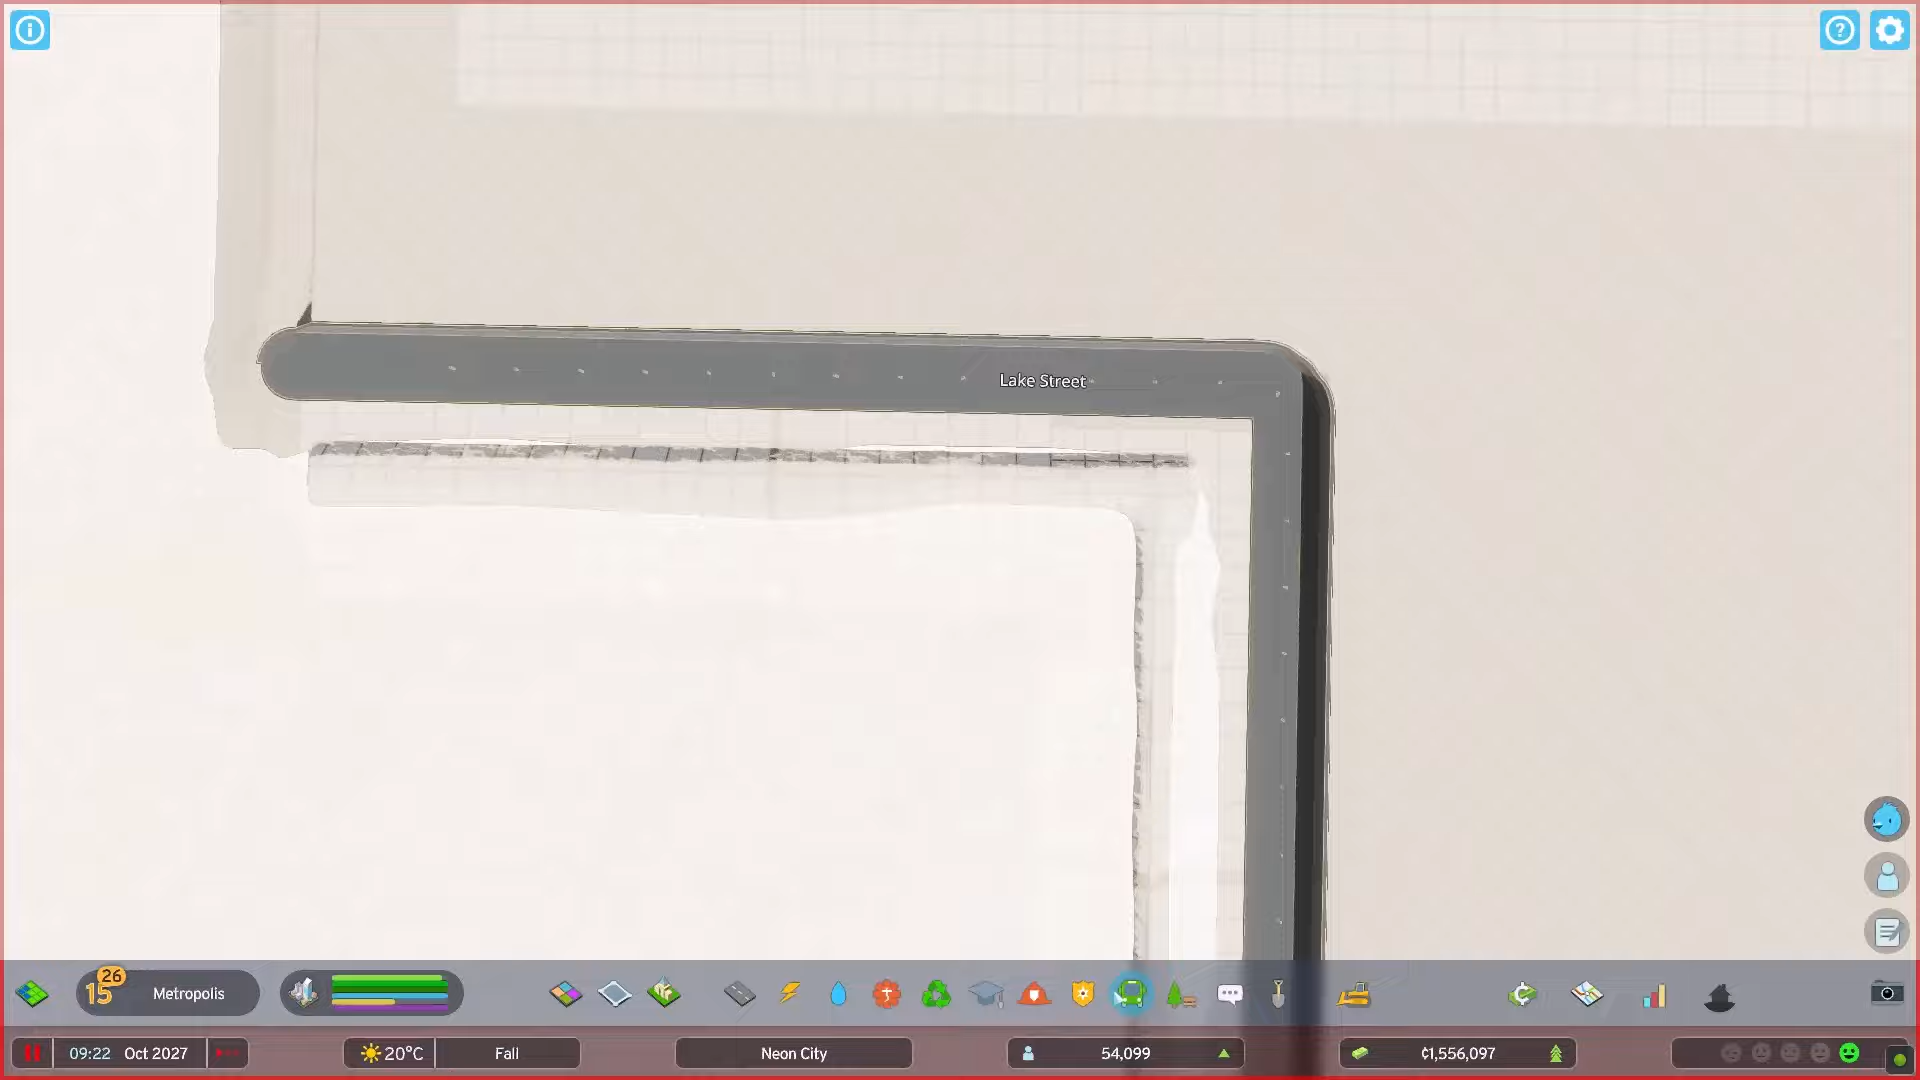 Lake Street
26
15
Metropolis
09:22 Oct 2027
20°C
Fall
Neon City
54,099
¢1,556,097